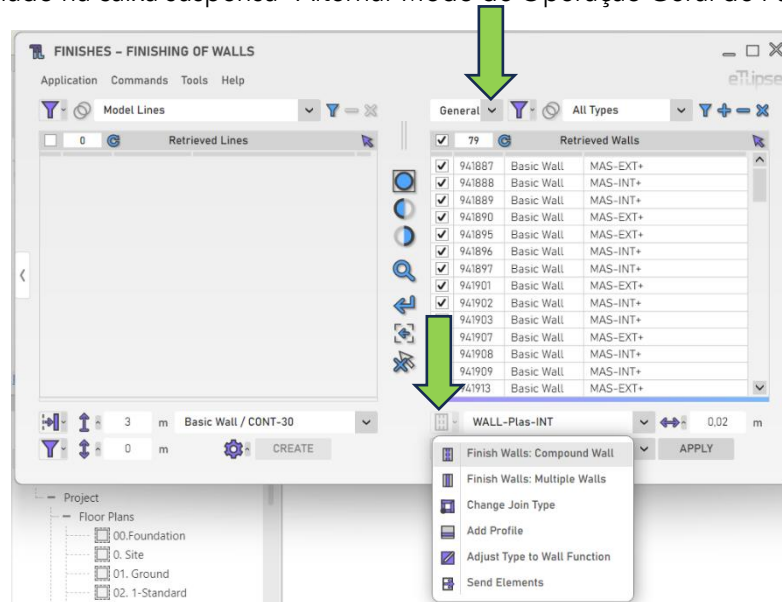 FINISHES – FINISHING OF WALLS
Application Commands Tools Help
eTLipse
Model Lines
General
All Types
0 Retrieved Lines
79 Retrieved Walls
941887 Basic Wall MAS-EXT+
941888 Basic Wall MAS-INT+
941889 Basic Wall MAS-INT+
941890 Basic Wall MAS-EXT+
941895 Basic Wall MAS-EXT+
941896 Basic Wall MAS-INT+
941897 Basic Wall MAS-INT+
941901 Basic Wall MAS-EXT+
941902 Basic Wall MAS-INT+
941903 Basic Wall MAS-INT+
941907 Basic Wall MAS-EXT+
941908 Basic Wall MAS-INT+
941909 Basic Wall MAS-INT+
941913 Basic Wall MAS-EXT+
3 m Basic Wall / CONT-30
WALL-Plas-INT
0,02 m
0 m
CREATE
APPLY
Finish Walls: Compound Wall
Finish Walls: Multiple Walls
Change Join Type
Add Profile
Adjust Type to Wall Function
Send Elements
Project
Floor Plans
00.Foundation
0. Site
01. Ground
02. 1-Standard